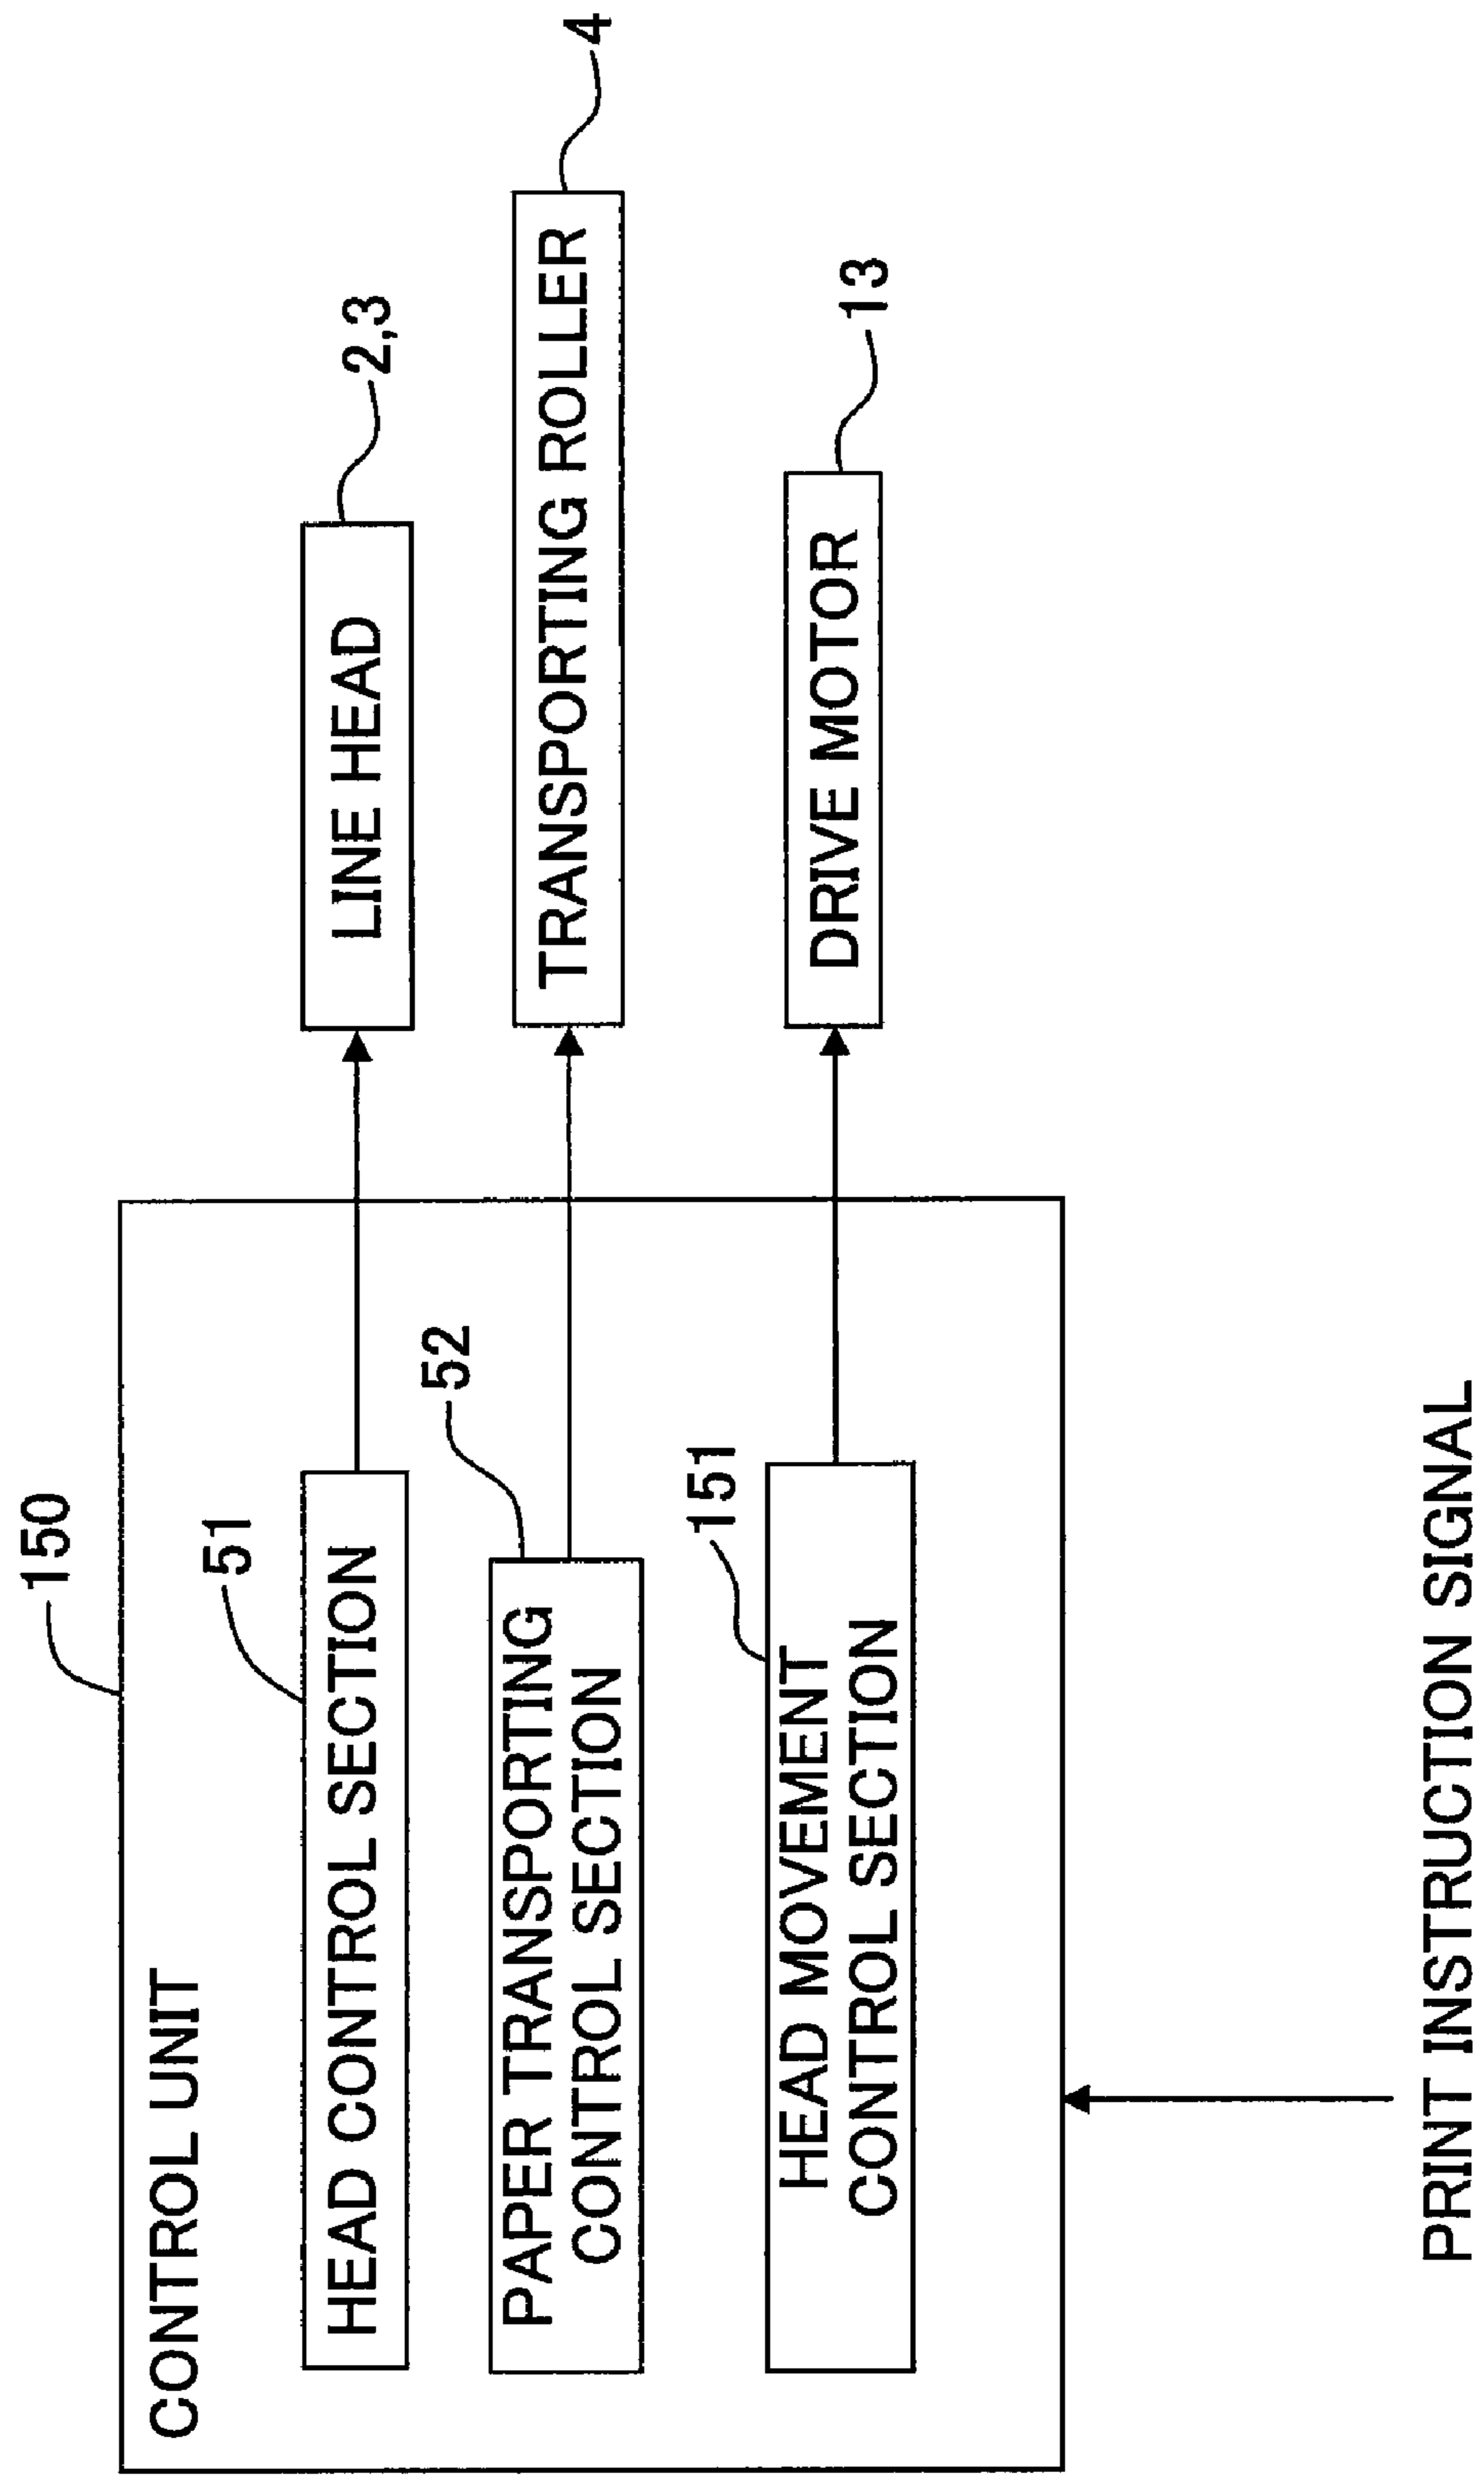 150
CONTROL UNIT
51
HEAD CONTROL SECTION
2,3
LINE HEAD
52
PAPER TRANSPORTING
CONTROL SECTION
4
TRANSPORTING ROLLER
151
HEAD MOVEMENT
CONTROL SECTION
13
DRIVE MOTOR
PRINT INSTRUCTION SIGNAL